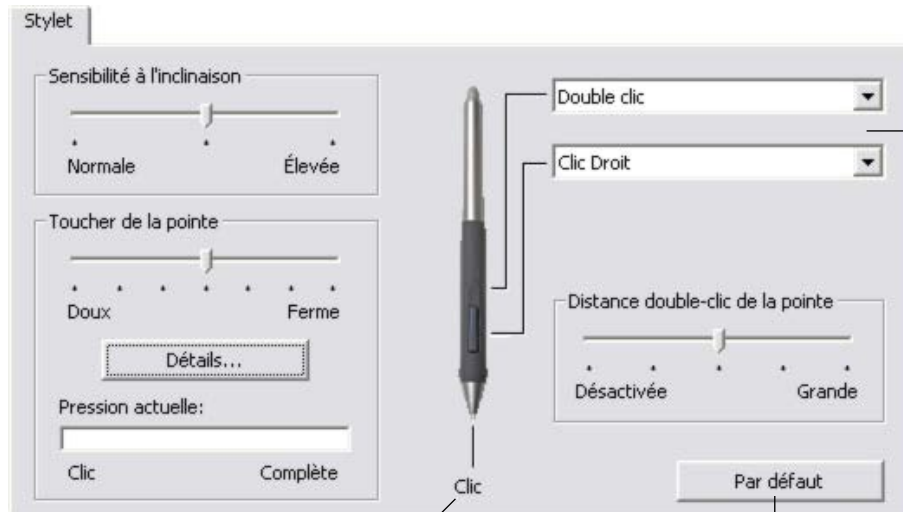 Stylet
Sensibilité à l'inclinaison
Normale
Élevée
Toucher de la pointe
Doux
Ferme
Détails...
Pression actuelle:
Clic
Complète
Double clic
Clic Droit
Clic
Distance double-clic de la pointe
Désactivée
Grande
Par défaut